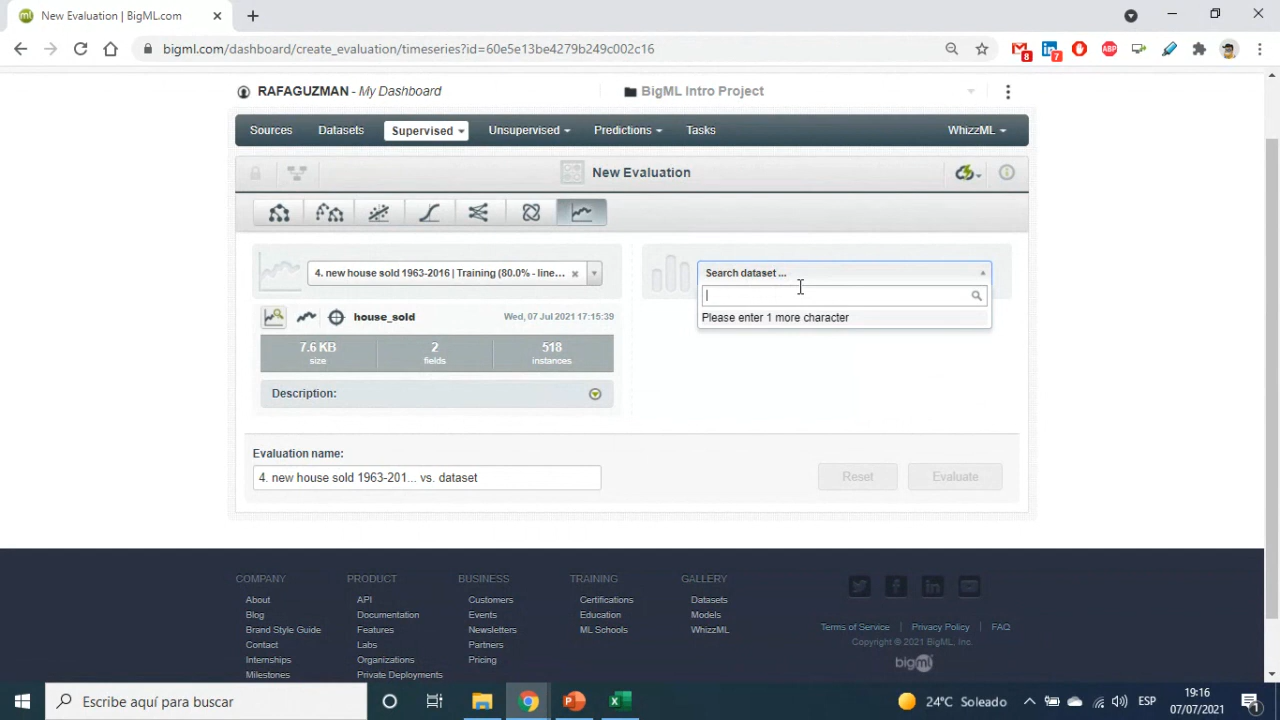 New Evaluation | BigML.com
bigml.com/dashboard/create_evaluation/timeseries?id=60e5e13be4279b249c002c16
8
7
ABP
RAFAGUZMAN - My Dashboard
BigML Intro Project
Sources
Datasets
Supervised
Unsupervised
Predictions
Tasks
WhizzML
New Evaluation
4. new house sold 1963-2016 | Training (80.0% - line...
Search dataset ...
Please enter 1 more character
house_sold
Wed, 07 Jul 2021 17:15:39
7.6 KB
size
2
fields
518
instances
Description:
Evaluation name:
4. new house sold 1963-201... vs. dataset
Reset
Evaluate
COMPANY
About
Blog
Brand Style Guide
Contact
Internships
Milestones
PRODUCT
API
Documentation
Features
Labs
Organizations
Private Deployments
BUSINESS
Customers
Events
Newsletters
Partners
Pricing
TRAINING
Certifications
Education
ML Schools
GALLERY
Datasets
Models
WhizzML
Terms of Service | Privacy Policy | FAQ
Copyright © 2021 BigML, Inc.
bigml
Escribe aquí para buscar
24°C Soleado
ESP
19:16
07/07/2021
1